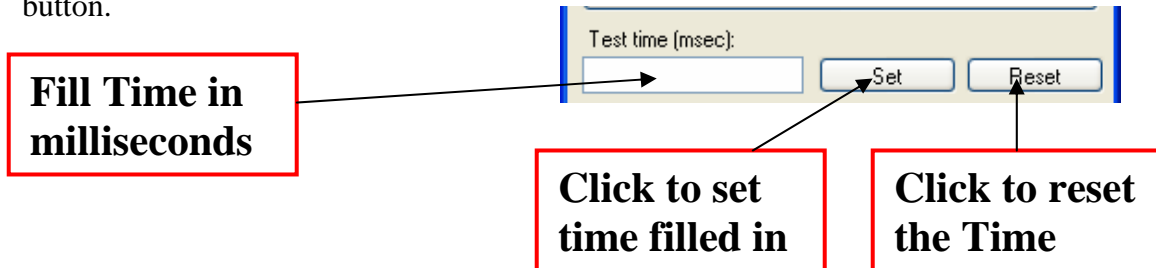 button.
Test time (msec):
Set
Reset
Fill Time in
milliseconds
Click to set
time filled in
Click to reset
the Time